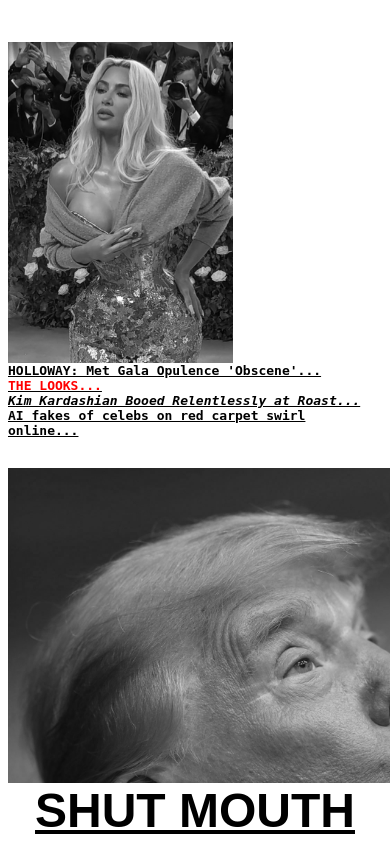 HOLLOWAY: Met Gala Opulence 'Obscene'...
THE LOOKS...
Kim Kardashian Booed Relentlessly at Roast...
AI fakes of celebs on red carpet swirl
online...
SHUT MOUTH